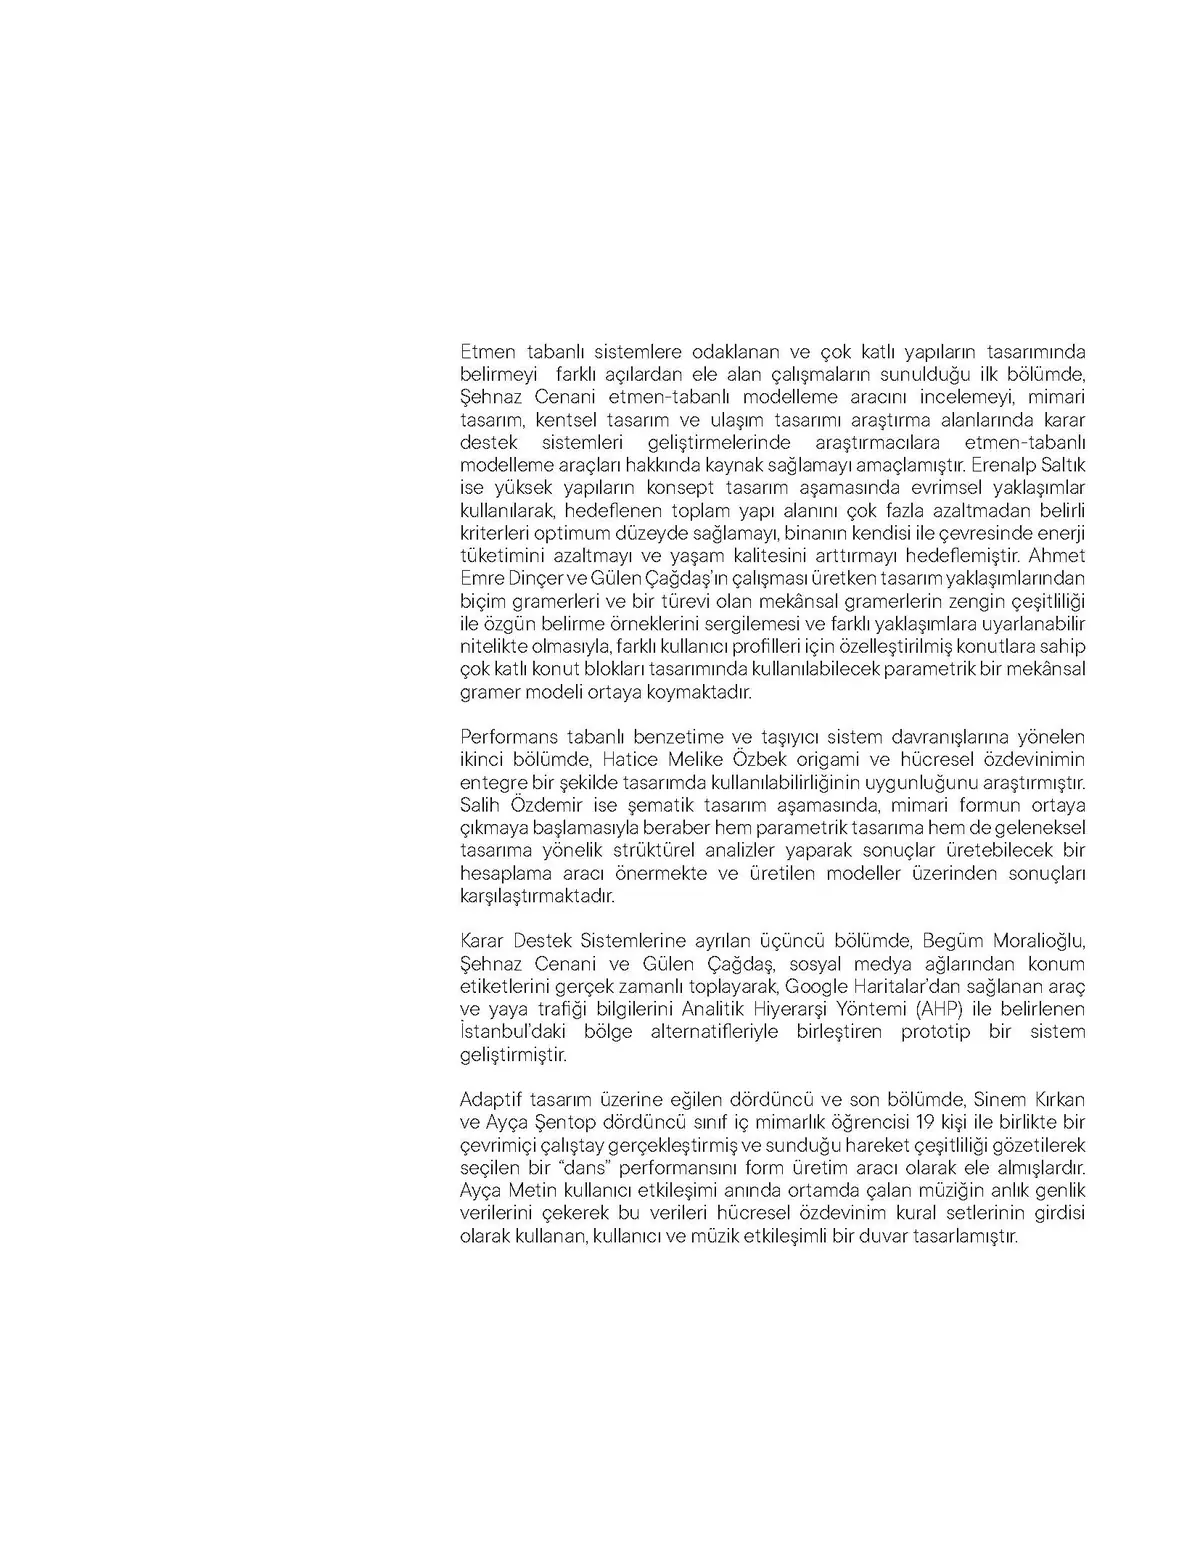 Etmen tabanlı sistemlere odaklanan ve çok katlı yapıların tasarımında
belirmeyi farklı açılardan ele alan çalışmaların sunulduğu ilk bölümde,
Şehnaz Cenani etmen-tabanlı modelleme aracını incelemeyi, mimari
tasarım, kentsel tasarım ve ulaşım tasarımı araştırma alanlarında karar
destek sistemleri geliştirmelerinde araştırmacılara etmen-tabanlı
modelleme araçları hakkında kaynak sağlamayı amaçlamıştır. Erenalp Saltık
ise yüksek yapıların konsept tasarım aşamasında evrimsel yaklaşımlar
kullanılarak, hedeflenen toplam yapı alanını çok fazla azaltmadan belirli
kriterleri optimum düzeyde sağlamayı, binanın kendisi ile çevresinde enerji
tüketimini azaltmayı ve yaşam kalitesini arttırmayı hedeflemiştir. Ahmet
Emre Dinçer ve Gülen Çağdaş’ın çalışması üretken tasarım yaklaşımlarından
biçim gramerleri ve bir türevi olan mekânsal gramerlerin zengin çeşitliliği
ile özgün belirme örneklerini sergilemesi ve farklı yaklaşımlara uyarlanabilir
nitelikte olmasıyla, farklı kullanıcı profilleri için özelleştirilmiş konutlara sahip
çok katlı konut blokları tasarımında kullanılabilecek parametrik bir mekânsal
gramer modeli ortaya koymaktadır.

Performans tabanlı benzetime ve taşıyıcı sistem davranışlarına yönelen
ikinci bölümde, Hatice Melike Özbek origami ve hücresel özdevinimin
entegre bir şekilde tasarımda kullanılabilirliğinin uygunluğunu araştırmıştır.
Salih Özdemir ise şematik tasarım aşamasında, mimari formun ortaya
çıkmaya başlamasıyla beraber hem parametrik tasarıma hem de geleneksel
tasarıma yönelik strüktürel analizler yaparak sonuçlar üretebilecek bir
hesaplama aracı önermekte ve üretilen modeller üzerinden sonuçları
karşılaştırmaktadır.

Karar Destek Sistemlerine ayrılan üçüncü bölümde, Begüm Moralioğlu,
Şehnaz Cenani ve Gülen Çağdaş, sosyal medya ağlarından konum
etiketlerini gerçek zamanlı toplayarak, Google Haritalar’dan sağlanan araç
ve yaya trafiği bilgilerini Analitik Hiyerarşi Yöntemi (AHP) ile belirlenen
İstanbul’daki bölge alternatifleriyle birleştiren prototip bir sistem
geliştirmiştir.

Adaptif tasarım üzerine eğilen dördüncü ve son bölümde, Sinem Kırkan
ve Ayça Şentop dördüncü sınıf iç mimarlık öğrencisi 19 kişi ile birlikte bir
çevrimiçi çalıştay gerçekleştirmiş ve sunduğu hareket çeşitliliği gözetilerek
seçilen bir “dans” performansını form üretim aracı olarak ele almışlardır.
Ayça Metin kullanıcı etkileşimi anında ortamda çalan müziğin anlık genlik
verilerini çekerek bu verileri hücresel özdevinim kural setlerinin girdisi
olarak kullanan, kullanıcı ve müzik etkileşimli bir duvar tasarlamıştır.